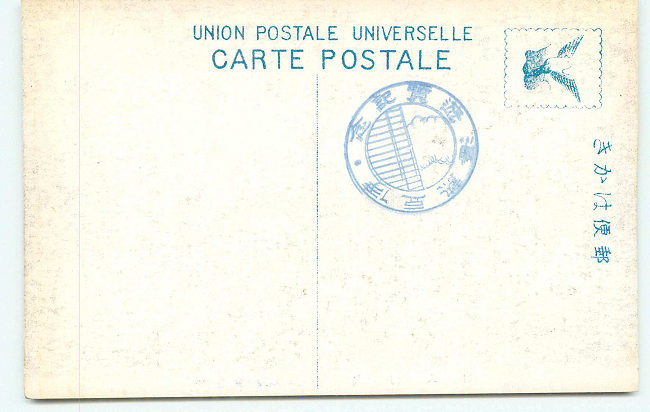 UNION POSTALE UNIVERSELLE
CARTE POSTALE
郵便はかき